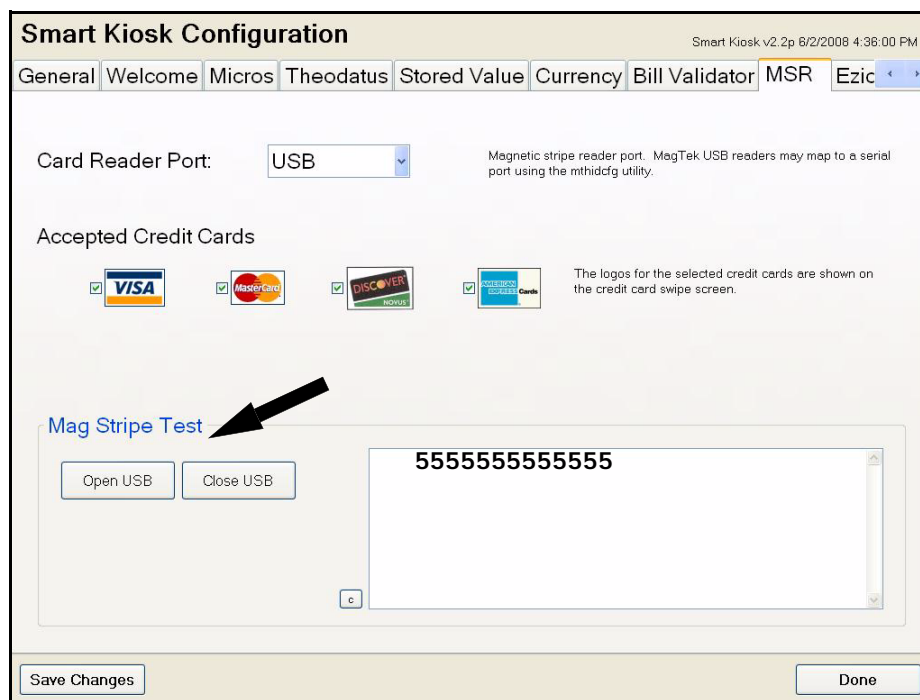 Smart Kiosk Configuration
Smart Kiosk v2.2p 6/2/2008 4:36:00 PM
General Welcome Micros Theodatus Stored Value Currency Bill Validator MSR Ezic
Card Reader Port: USB
Magnetic stripe reader port. MagTek USB readers may map to a serial
port using the mthidcfg utility.
Accepted Credit Cards
VISA MasterCard DISCOVER NOVUS AMERICAN EXPRESS Cards
The logos for the selected credit cards are shown on
the credit card swipe screen.
Mag Stripe Test
5555555555555
Open USB Close USB
c
Save Changes Done